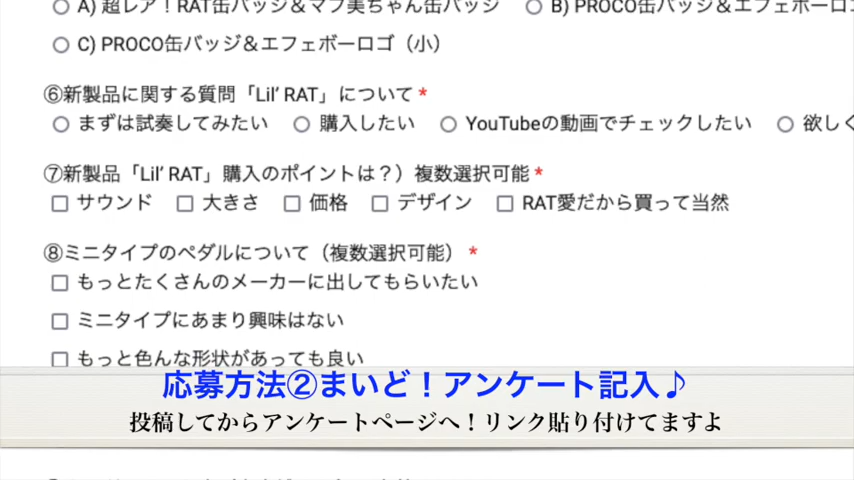 A) 超レア！RAT缶バッジ＆マフ美ちゃん缶バッジ B) PROCO缶バッジ＆エフェボーロゴ
C) PROCO缶バッジ＆エフェボーロゴ（小）
⑥新製品に関する質問「Lil’ RAT」について *
まずは試奏してみたい 購入したい YouTubeの動画でチェックしたい 欲しく
⑦新製品「Lil’ RAT」購入のポイントは？）複数選択可能 *
サウンド 大きさ 価格 デザイン RAT愛だから買って当然
⑧ミニタイプのペダルについて（複数選択可能） *
もっとたくさんのメーカーに出してもらいたい
ミニタイプにあまり興味はない
もっと色んな形状があっても良い
応募方法②まいど！アンケート記入♪
投稿してからアンケートページへ！リンク貼り付けてますよ